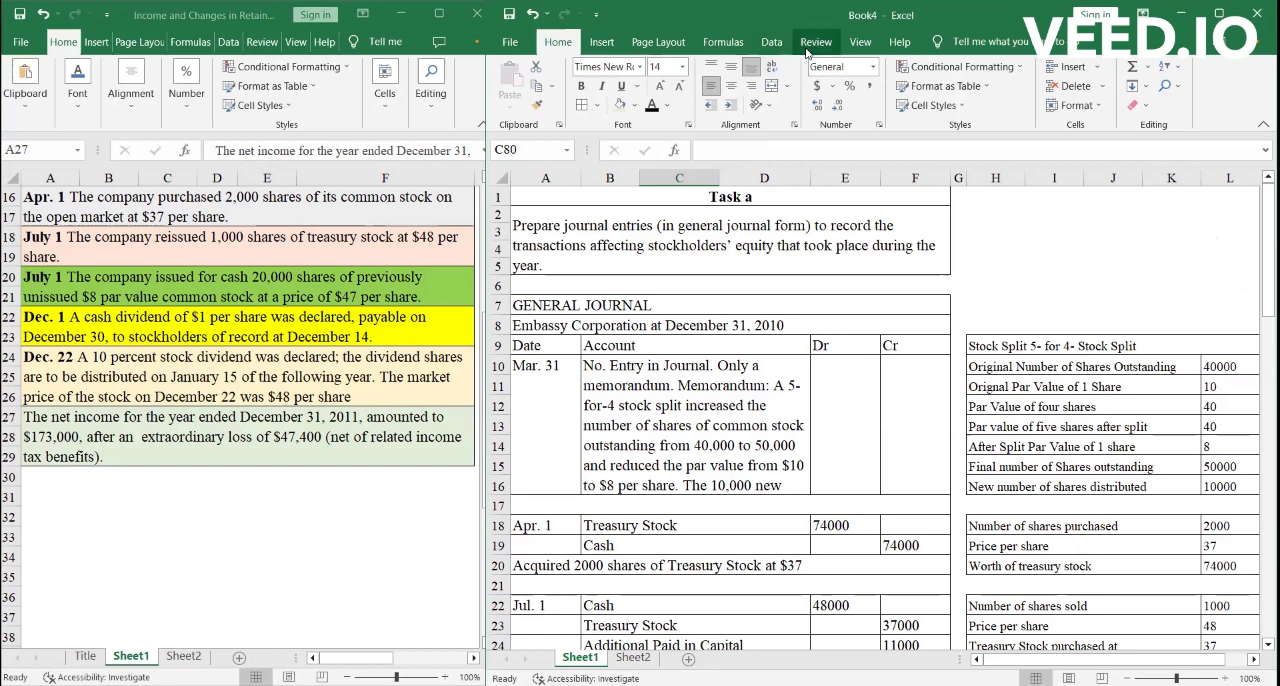 Income and Changes in Retain...
Sign in
File Home Insert Page Layou Formulas Data Review View Help Tell me
Clipboard
Font
Alignment
%
Number
Conditional Formatting
Format as Table
Cell Styles
Styles
Cells
Editing
A27
fx
The net income for the year ended December 31,
A B C D E F
16 Apr. 1 The company purchased 2,000 shares of its common stock on
17 the open market at $37 per share.
18 July 1 The company reissued 1,000 shares of treasury stock at $48 per
19 share.
20 July 1 The company issued for cash 20,000 shares of previously
21 unissued $8 par value common stock at a price of $47 per share.
22 Dec. 1 A cash dividend of $1 per share was declared, payable on
23 December 30, to stockholders of record at December 14.
24 Dec. 22 A 10 percent stock dividend was declared; the dividend shares
25 are to be distributed on January 15 of the following year. The market
26 price of the stock on December 22 was $48 per share
27 The net income for the year ended December 31, 2011, amounted to
28 $173,000, after an extraordinary loss of $47,400 (net of related income
29 tax benefits).
30
31
32
33
34
35
36
37
38
Title Sheet1 Sheet2
Ready Accessibility: Investigate 100%
Book4 - Excel
Sign in
VEED.IO
File Home Insert Page Layout Formulas Data Review View Help Tell me what you
Paste
Clipboard
Times New Ro 14
B I U
Font
ab
Alignment
General
$ %
Number
Conditional Formatting
Format as Table
Cell Styles
Styles
Insert
Delete
Format
Cells
Editing
C80
fx
A B C D E F G H I J K L
1 Task a
2
3 Prepare journal entries (in general journal form) to record the
4 transactions affecting stockholders’ equity that took place during the
5 year.
6
7 GENERAL JOURNAL
8 Embassy Corporation at December 31, 2010
9 Date Account Dr Cr Stock Split 5- for 4- Stock Split
10 Mar. 31 No. Entry in Journal. Only a Original Number of Shares Outstanding 40000
11 memorandum. Memorandum: A 5- Orignal Par Value of 1 Share 10
12 for-4 stock split increased the Par Value of four shares 40
13 number of shares of common stock Par value of five shares after split 40
14 outstanding from 40,000 to 50,000 After Split Par Value of 1 share 8
15 and reduced the par value from $10 Final number of Shares outstanding 50000
16 to $8 per share. The 10,000 new New number of shares distributed 10000
17
18 Apr. 1 Treasury Stock 74000 Number of shares purchased 2000
19 Cash 74000 Price per share 37
20 Acquired 2000 shares of Treasury Stock at $37 Worth of treasury stock 74000
21
22 Jul. 1 Cash 48000 Number of shares sold 1000
23 Treasury Stock 37000 Price per share 48
24 Additional Paid in Capital 11000 Treasury Stock purchased at 37
Sheet1 Sheet2
Ready Accessibility: Investigate 100%